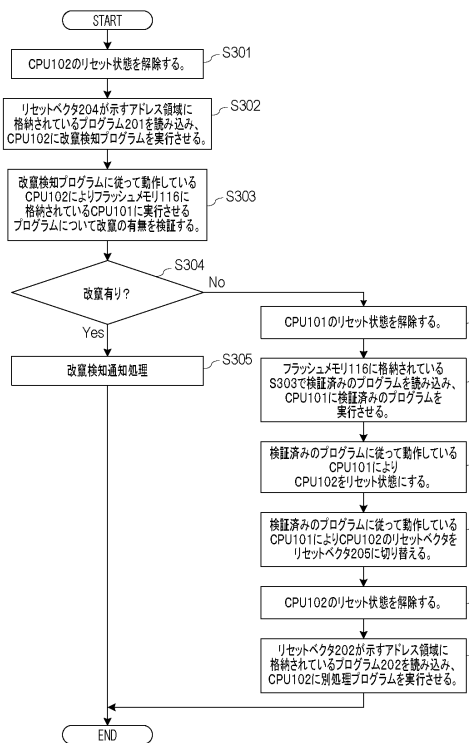 START
S301
CPU102のリセット状態を解除する。
S302
リセットベクタ204が示すアドレス領域に
格納されているプログラム201を読み込み、
CPU102に改竄検知プログラムを実行させる。
S303
改竄検知プログラムに従って動作している
CPU102によりフラッシュメモリ116に
格納されているCPU101に実行させる
プログラムについて改竄の有無を検証する。
S304
改竄有り?
No
Yes
S305
改竄検知通知処理
CPU101のリセット状態を解除する。
フラッシュメモリ116に格納されている
S303で検証済みのプログラムを読み込み、
CPU101に検証済みのプログラムを
実行させる。
検証済みのプログラムに従って動作している
CPU101により
CPU102をリセット状態にする。
検証済みのプログラムに従って動作している
CPU101によりCPU102のリセットベクタを
リセットベクタ205に切り替える。
CPU102のリセット状態を解除する。
リセットベクタ202が示すアドレス領域に
格納されているプログラム202を読み込み、
CPU102に別処理プログラムを実行させる。
END